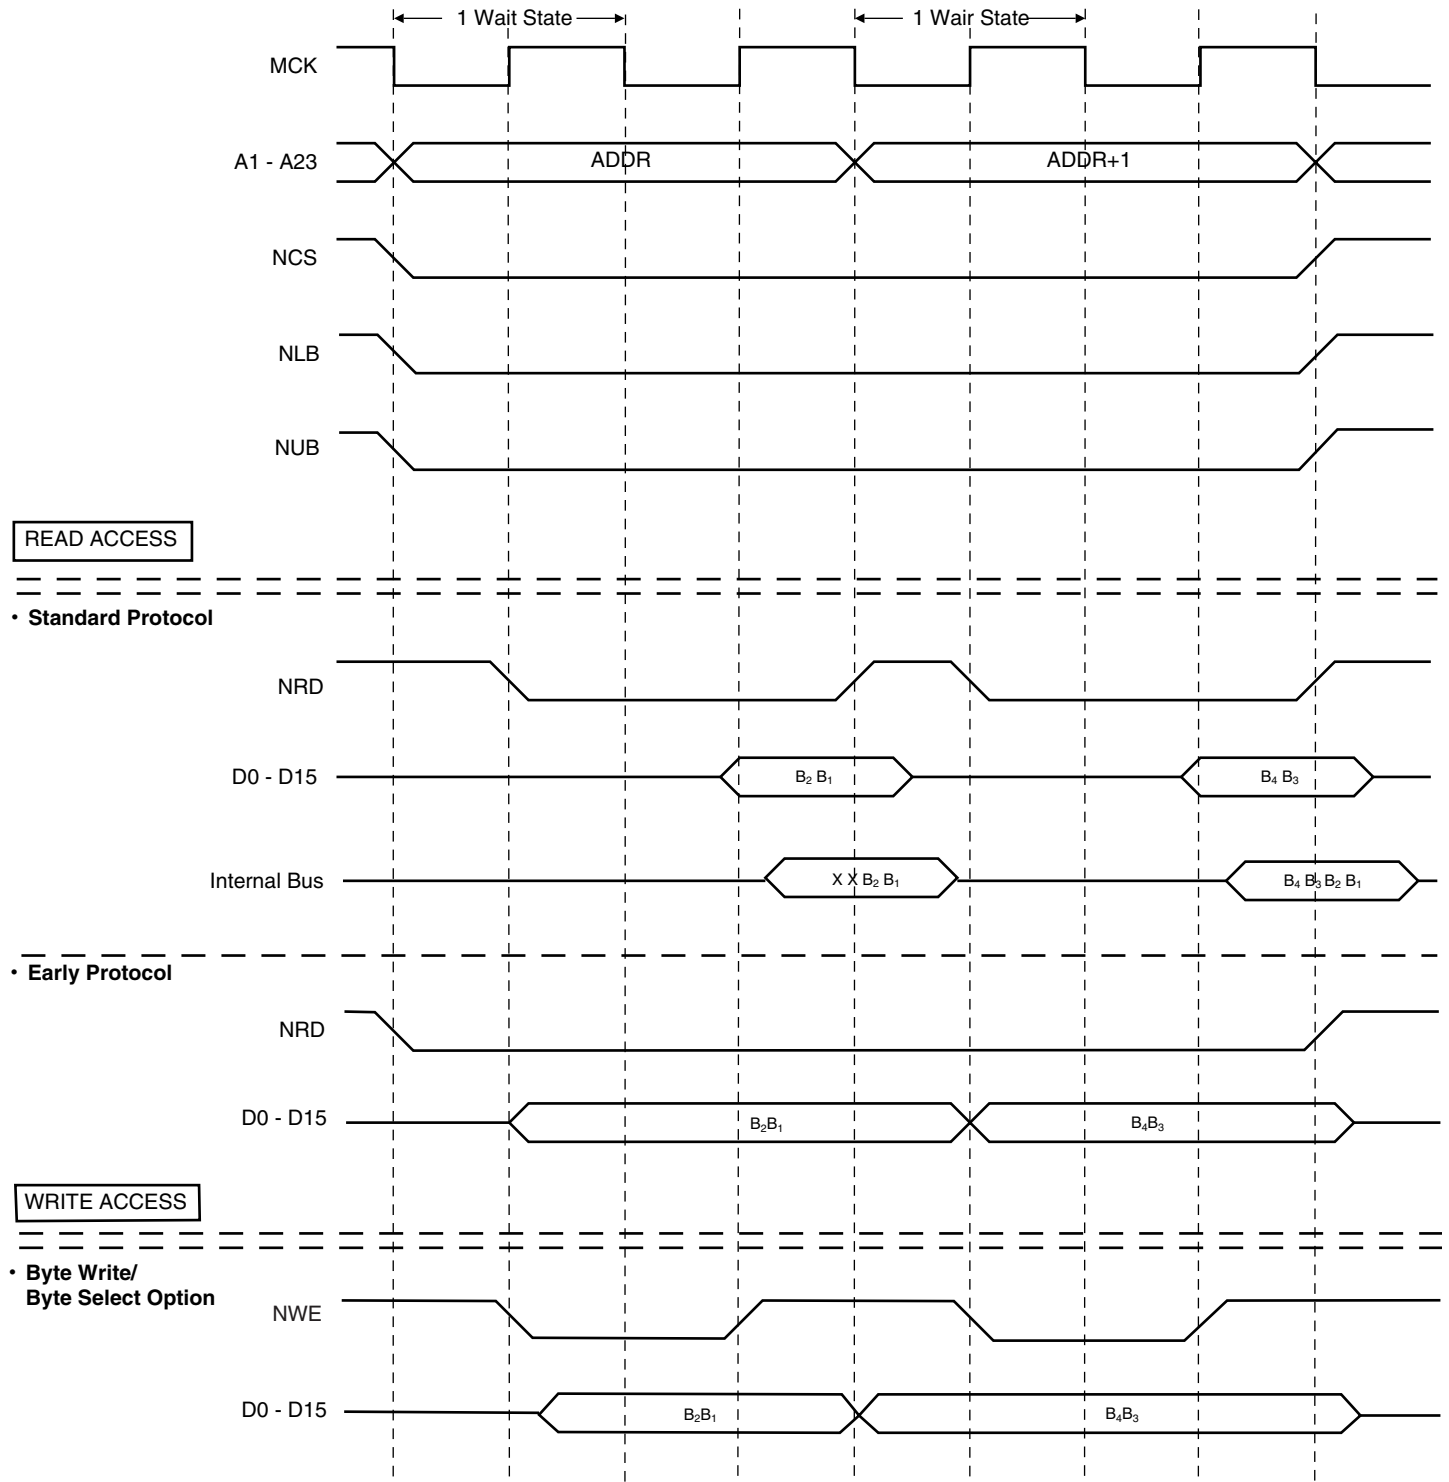 1 Wait State
1 Wair State
MCK
A1 - A23
ADDR
ADDR+1
NCS
NLB
NUB
READ ACCESS
• Standard Protocol
NRD
D0 - D15
B₂ B₁
B₄ B₃
Internal Bus
X X B₂ B₁
B₄ B₃ B₂ B₁
• Early Protocol
NRD
D0 - D15
B₂B₁
B₄B₃
WRITE ACCESS
• Byte Write/
Byte Select Option
NWE
D0 - D15
B₂B₁
B₄B₃